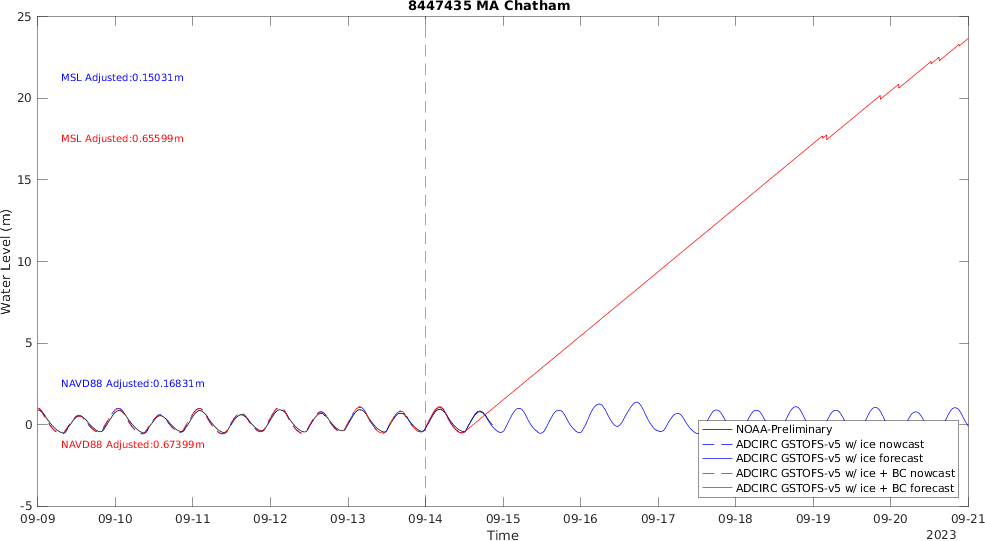 8447435 MA Chatham
25
20
15
10
5
0
-5
Water Level (m)
MSL Adjusted:0.15031m
MSL Adjusted:0.65599m
NAVD88 Adjusted:0.16831m
NAVD88 Adjusted:0.67399m
NOAA-Preliminary
ADCIRC GSTOFS-v5 w/ ice nowcast
ADCIRC GSTOFS-v5 w/ ice forecast
ADCIRC GSTOFS-v5 w/ ice + BC nowcast
ADCIRC GSTOFS-v5 w/ ice + BC forecast
09-09 09-10 09-11 09-12 09-13 09-14 09-15 09-16 09-17 09-18 09-19 09-20 09-21
Time
2023